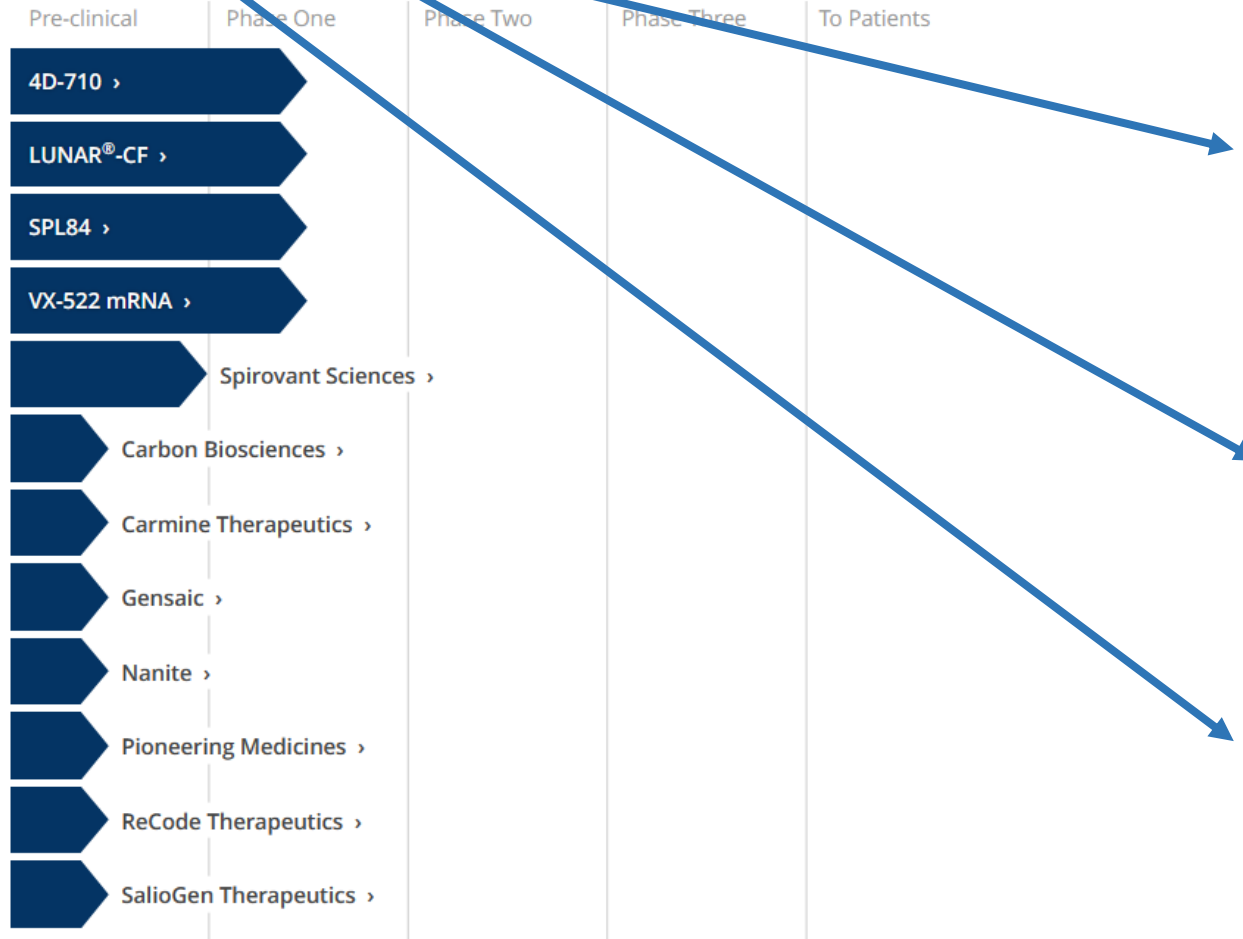 Pre-clinical Phase One Phase Two Phase Three To Patients
4D-710 ›
LUNAR®-CF ›
SPL84 ›
VX-522 mRNA ›
Spirovant Sciences ›
Carbon Biosciences ›
Carmine Therapeutics ›
Gensaic ›
Nanite ›
Pioneering Medicines ›
ReCode Therapeutics ›
SalioGen Therapeutics ›